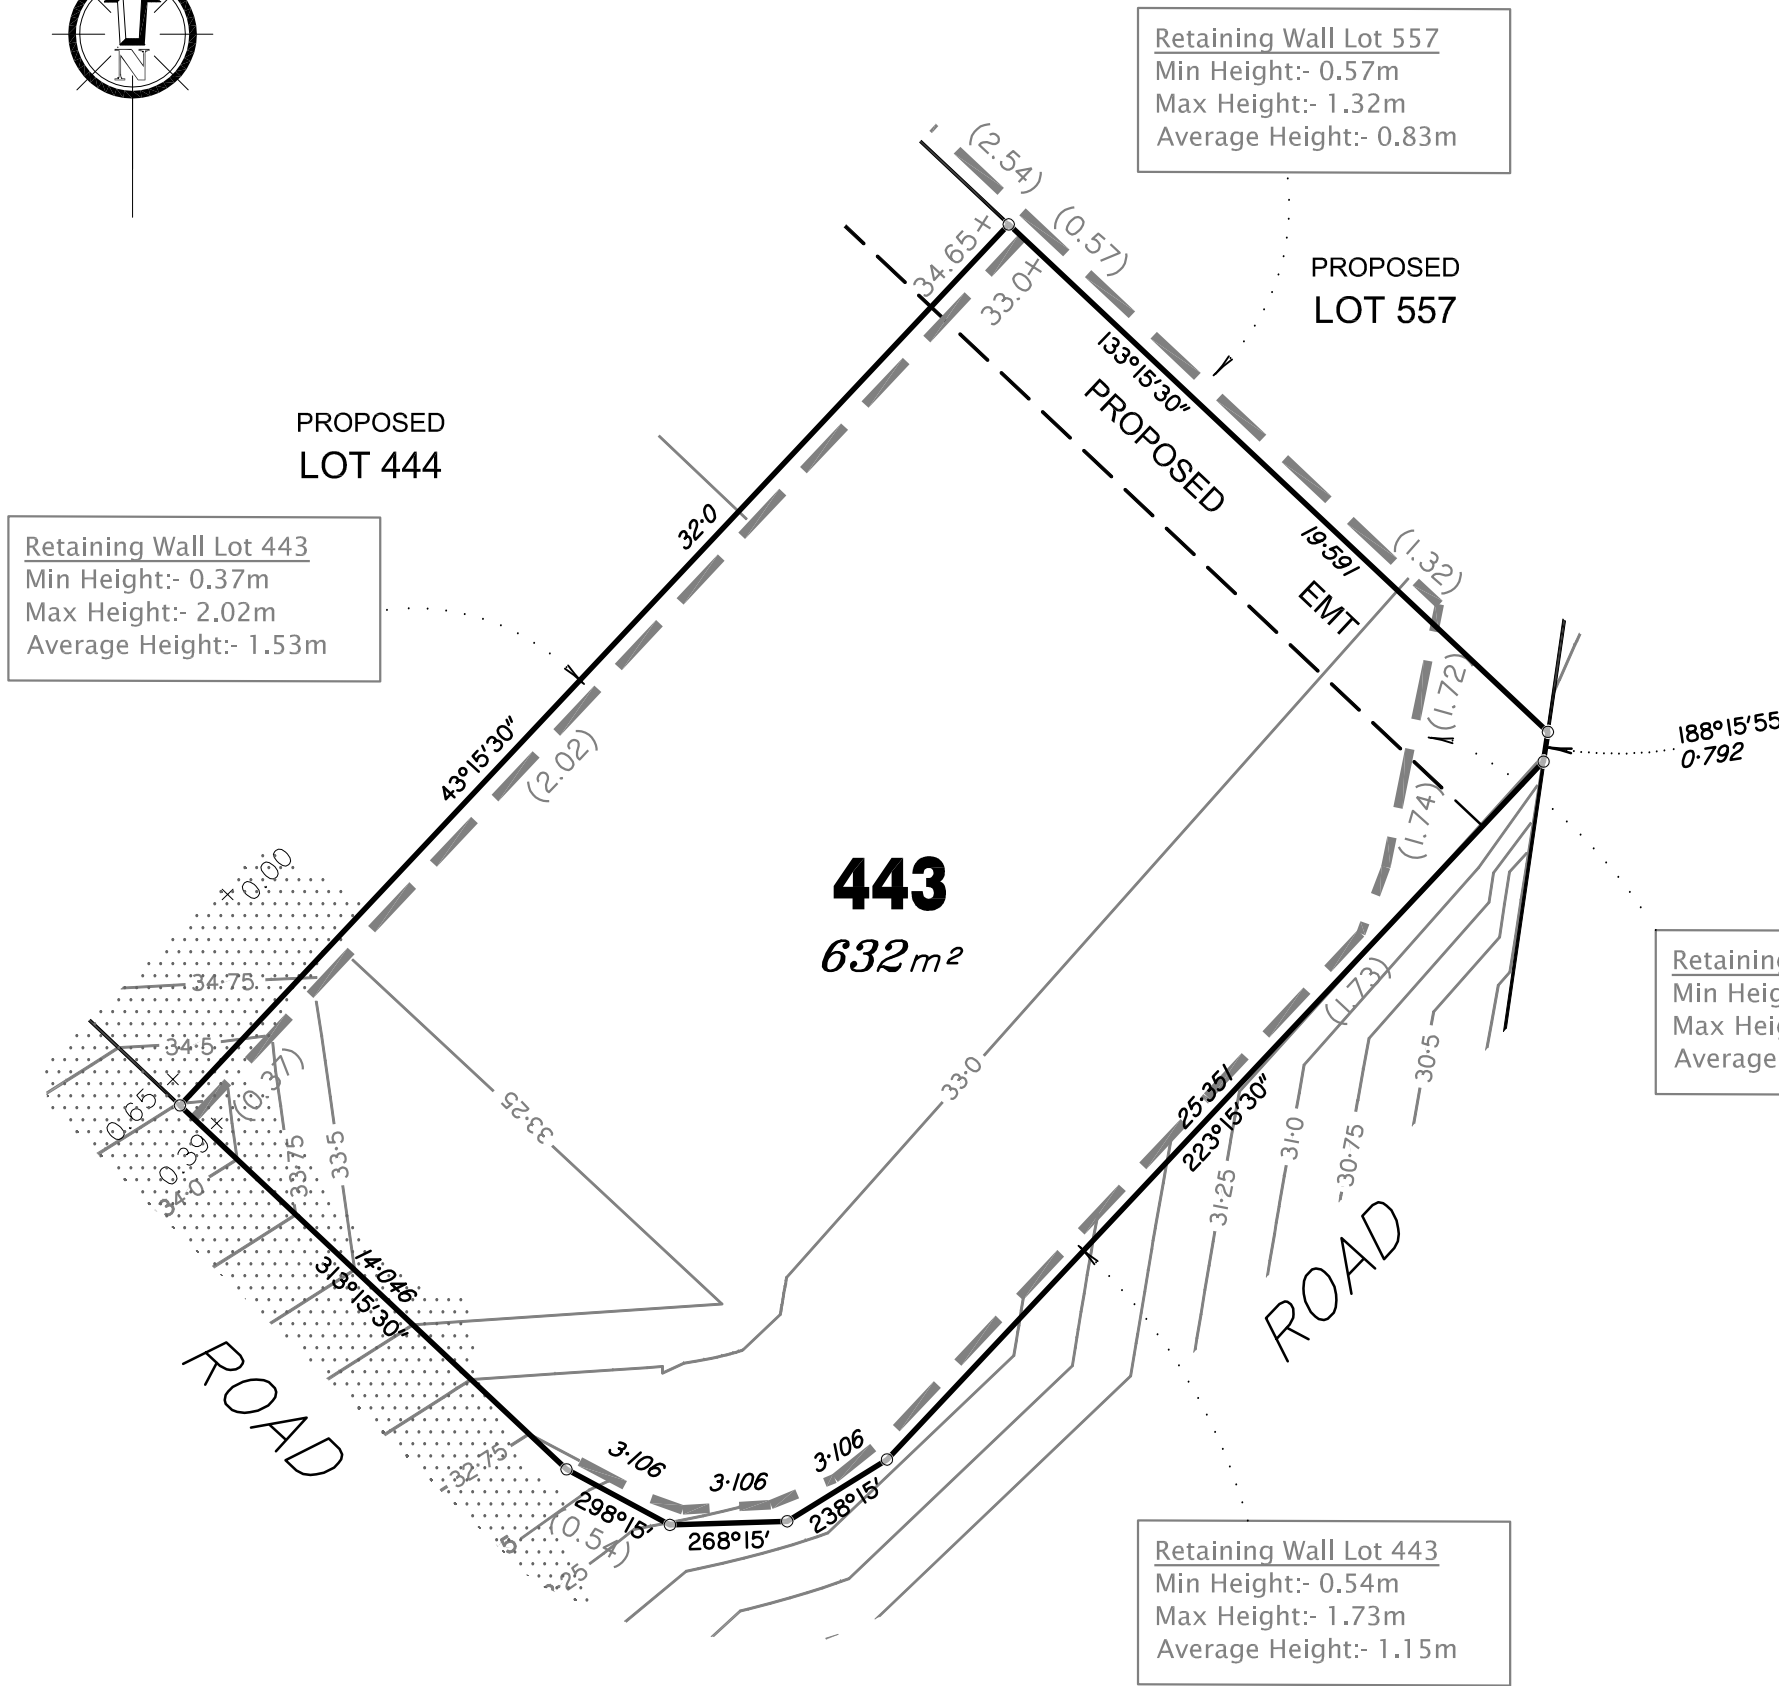 N
Retaining Wall Lot 557
Min Height:- 0.57m
Max Height:- 1.32m
Average Height:- 0.83m
(2.54)
(0.57)
34.65+
33.0+
PROPOSED
LOT 557
133°15'30"
PROPOSED
EMT
19·591
(1.32)
PROPOSED
LOT 444
32·0
Retaining Wall Lot 443
Min Height:- 0.37m
Max Height:- 2.02m
Average Height:- 1.53m
43°15'30"
(2.02)
(1.72)
188°15'55
0·792
(1.74)
443
632m²
+ 0.00
34·75
34·5
(0.37)
0.65 +
0.39 +
34·0
33·75
33·5
33·25
33·0
(1.73)
25·351
223°15'30"
31·25
31·0
30·75
30·5
Retaining
Min Heig
Max Hei
Average
ROAD
14·046
313°15'30"
ROAD
32·75
3·106
3·106
3·106
298°15'
268°15'
238°15'
(0.54)
5
·25
Retaining Wall Lot 443
Min Height:- 0.54m
Max Height:- 1.73m
Average Height:- 1.15m